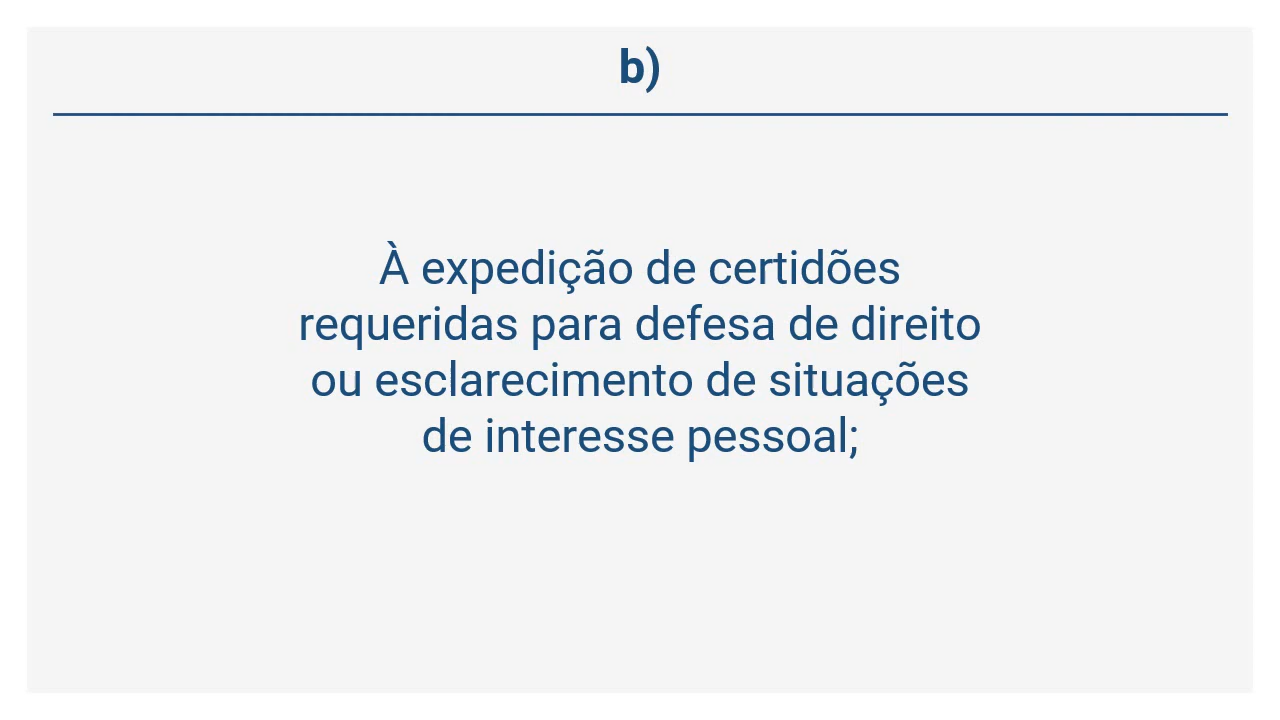 b)
À expedição de certidões
requeridas para defesa de direito
ou esclarecimento de situações
de interesse pessoal;